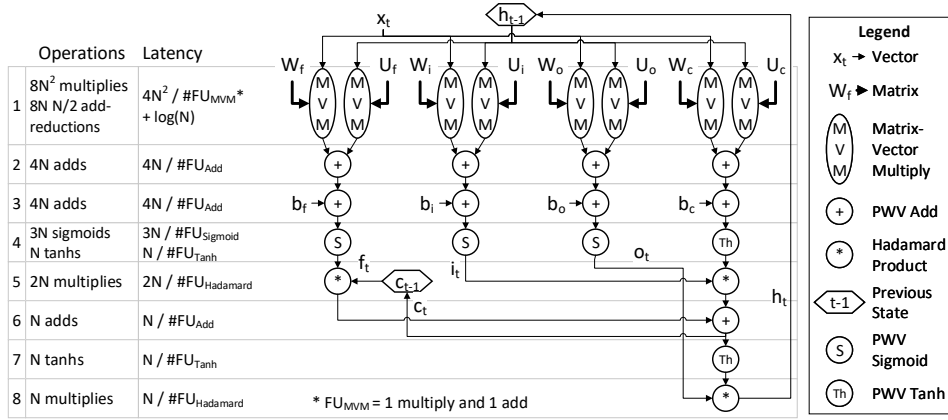 Operations Latency
1 8N² multiplies
8N N/2 add-
reductions
4N² / #FU_MVM*
+ log(N)
2 4N adds 4N / #FU_Add
3 4N adds 4N / #FU_Add
4 3N sigmoids
N tanhs
3N / #FU_Sigmoid
N / #FU_Tanh
5 2N multiplies 2N / #FU_Hadamard
6 N adds N / #FU_Add
7 N tanhs N / #FU_Tanh
8 N multiplies N / #FU_Hadamard
x_t h_t-1
W_f U_f W_i U_i W_o U_o W_c U_c
M M M M M M M M
V V V V V V V V
M M M M M M M M
+ + + +
b_f + b_i + b_o + b_c +
S S S Th
f_t i_t o_t
* c_t-1 * h_t
c_t
+
Th
*
* FU_MVM = 1 multiply and 1 add
Legend
x_t Vector
W_f Matrix
M
V
M
Matrix-
Vector
Multiply
+ PWV Add
* Hadamard
Product
t-1 Previous
State
S PWV
Sigmoid
Th PWV Tanh